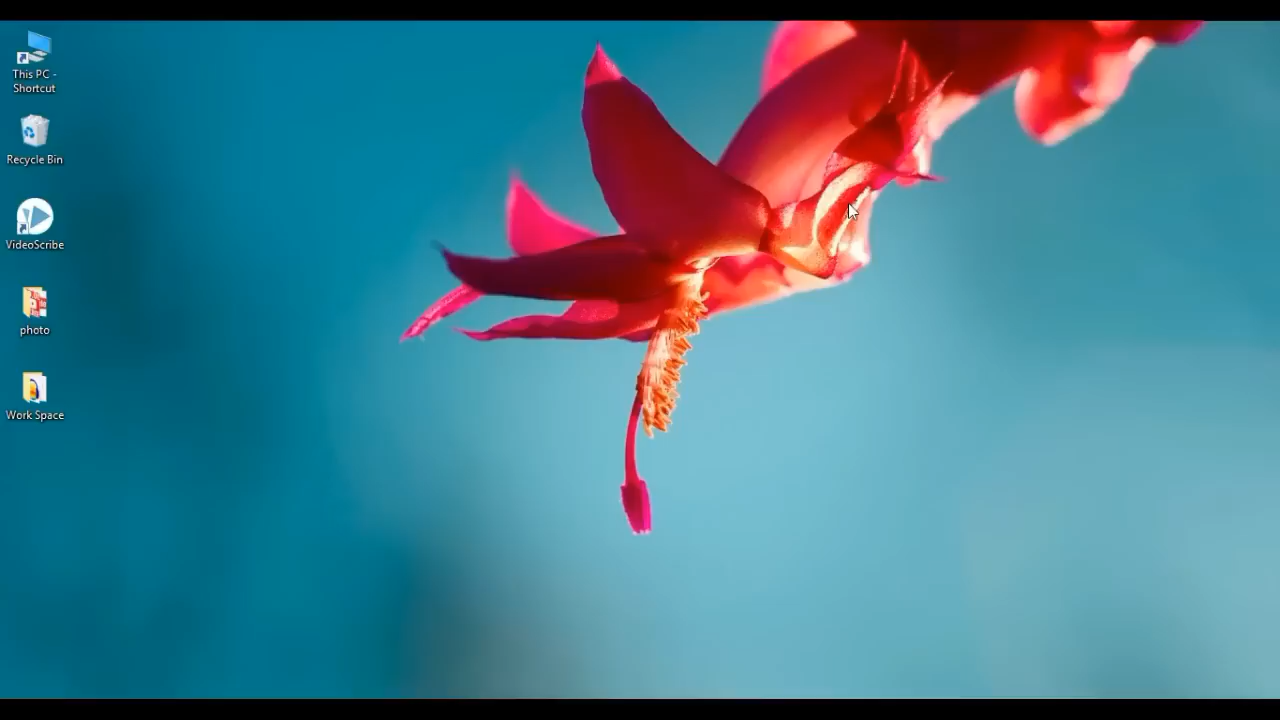 This PC -
Shortcut
Recycle Bin
VideoScribe
photo
Work Space